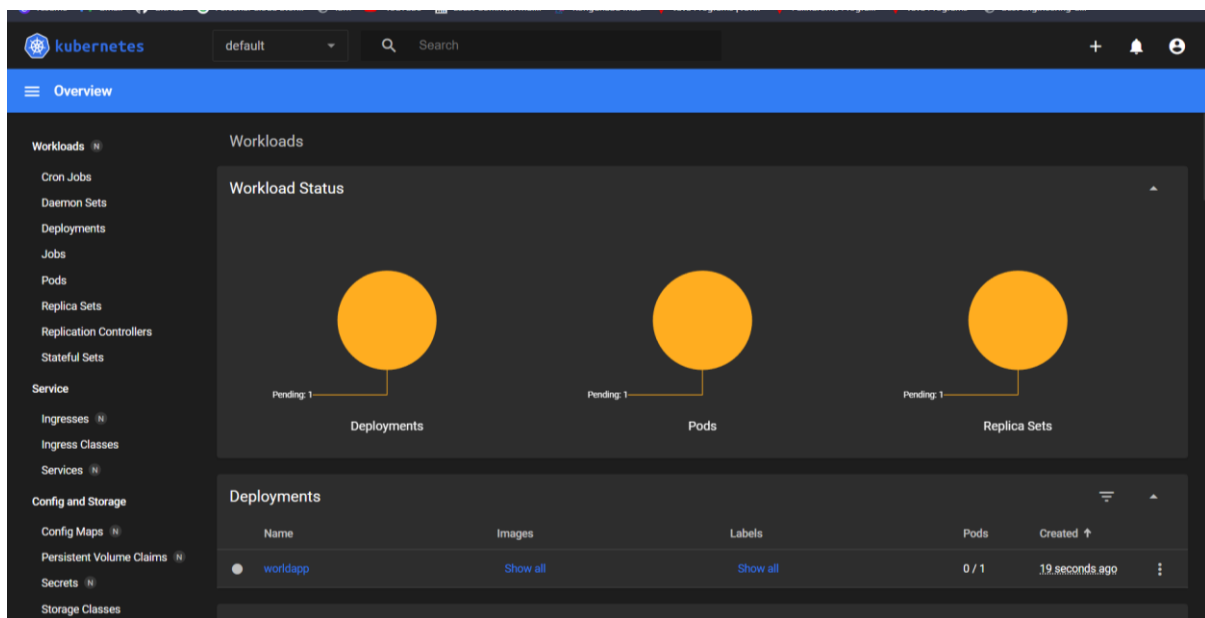 kubernetes
default
Search
Overview
Workloads N
Cron Jobs
Daemon Sets
Deployments
Jobs
Pods
Replica Sets
Replication Controllers
Stateful Sets
Service
Ingresses N
Ingress Classes
Services N
Config and Storage
Config Maps N
Persistent Volume Claims N
Secrets N
Storage Classes
Workloads
Workload Status
Pending: 1
Deployments
Pending: 1
Pods
Pending: 1
Replica Sets
Deployments
Name Images Labels Pods Created ↑
worldapp Show all Show all 0 / 1 19 seconds ago